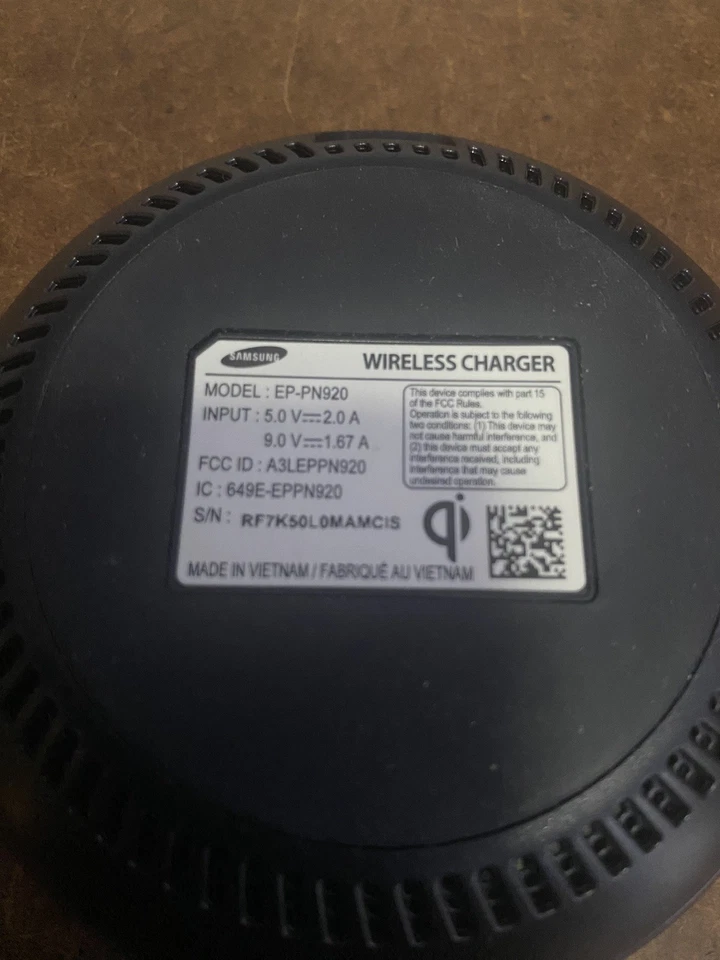 SAMSUNG
WIRELESS CHARGER
MODEL : EP-PN920
INPUT : 5.0 V⎓2.0 A
9.0 V⎓1.67 A
FCC ID : A3LEPPN920
IC : 649E-EPPN920
S/N : RF7K50L0MAMCIS
This device complies with part 15
of the FCC Rules.
Operation is subject to the following
two conditions: (1) This device may
not cause harmful interference, and
(2) this device must accept any
interference received, including
interference that may cause
undesired operation.
qi
MADE IN VIETNAM / FABRIQUÉ AU VIETNAM